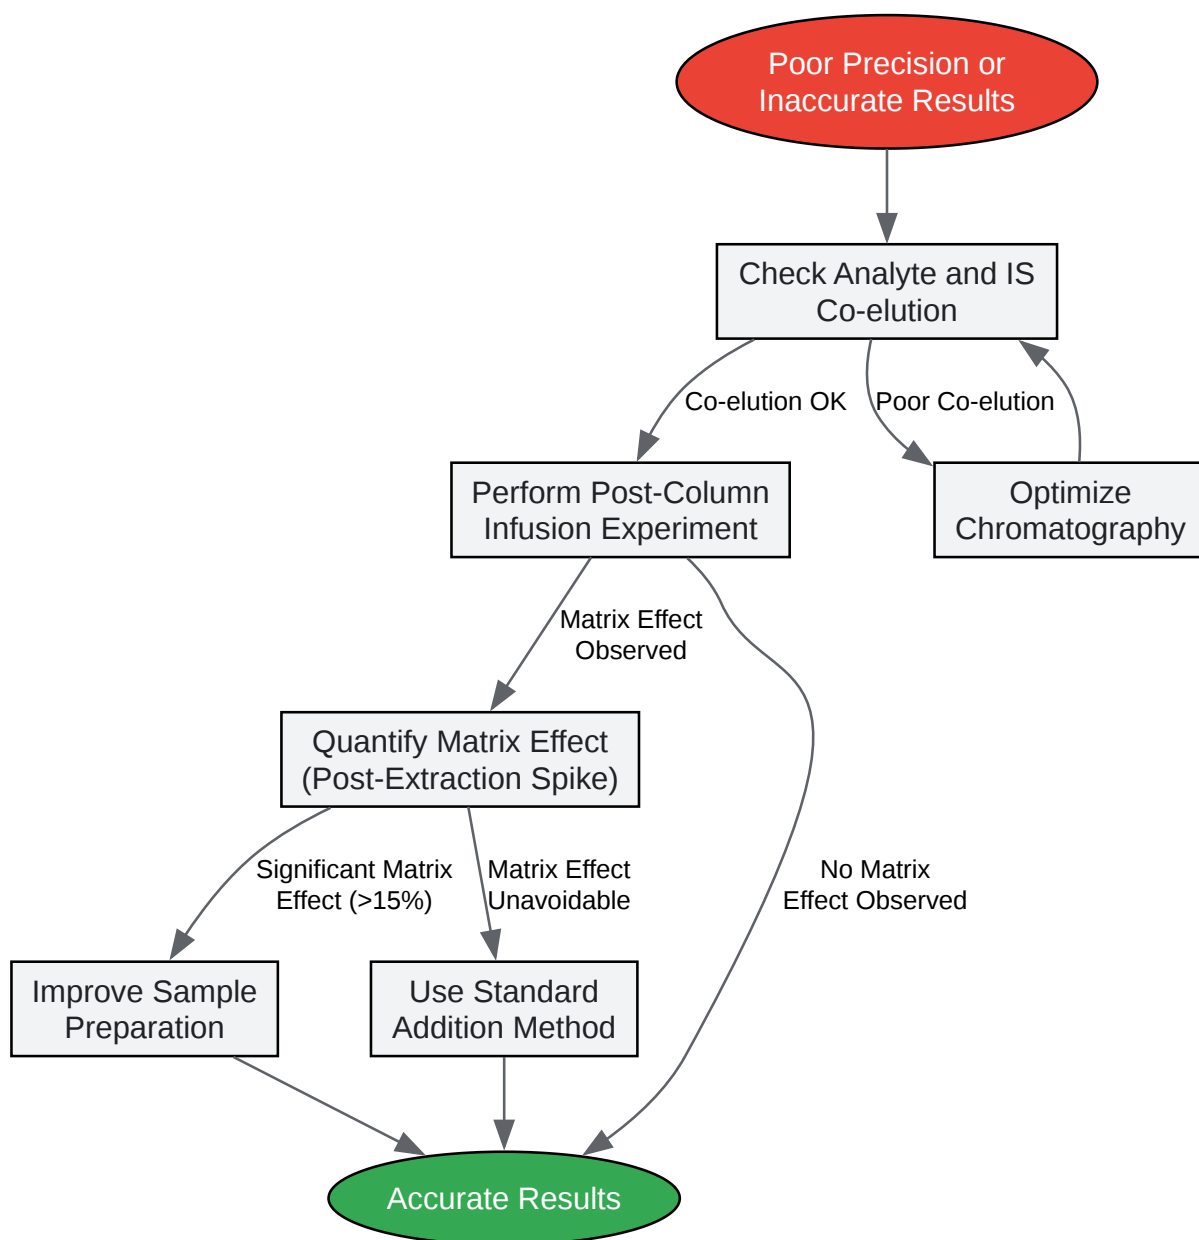 Poor Precision or
Inaccurate Results
Check Analyte and IS
Co-elution
Co-elution OK
Poor Co-elution
Perform Post-Column
Infusion Experiment
Optimize
Chromatography
Matrix Effect
Observed
Quantify Matrix Effect
(Post-Extraction Spike)
Significant Matrix
Effect (>15%)
Matrix Effect
Unavoidable
No Matrix
Effect Observed
Improve Sample
Preparation
Use Standard
Addition Method
Accurate Results